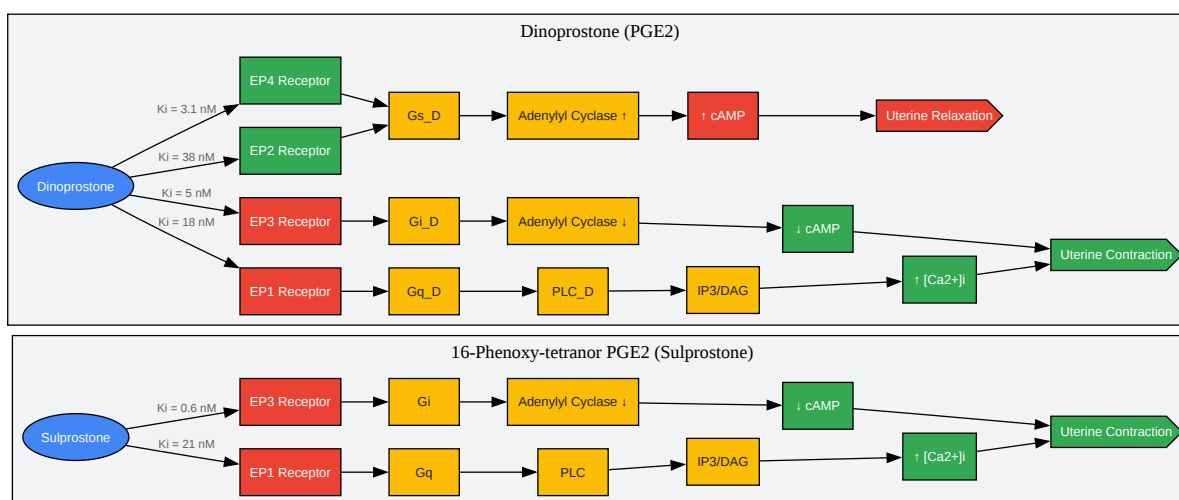 Dinoprostone (PGE2)
EP4 Receptor
Ki = 3.1 nM
Gs_D
Adenylyl Cyclase ↑
↑ cAMP
Uterine Relaxation
EP2 Receptor
Ki = 38 nM
Dinoprostone
Ki = 5 nM
EP3 Receptor
Gi_D
Adenylyl Cyclase ↓
↓ cAMP
Ki = 18 nM
Uterine Contraction
EP1 Receptor
Gq_D
PLC_D
IP3/DAG
↑ [Ca2+]i
16-Phenoxy-tetranor PGE2 (Sulprostone)
Ki = 0.6 nM
EP3 Receptor
Gi
Adenylyl Cyclase ↓
↓ cAMP
Sulprostone
Uterine Contraction
Ki = 21 nM
EP1 Receptor
Gq
PLC
IP3/DAG
↑ [Ca2+]i